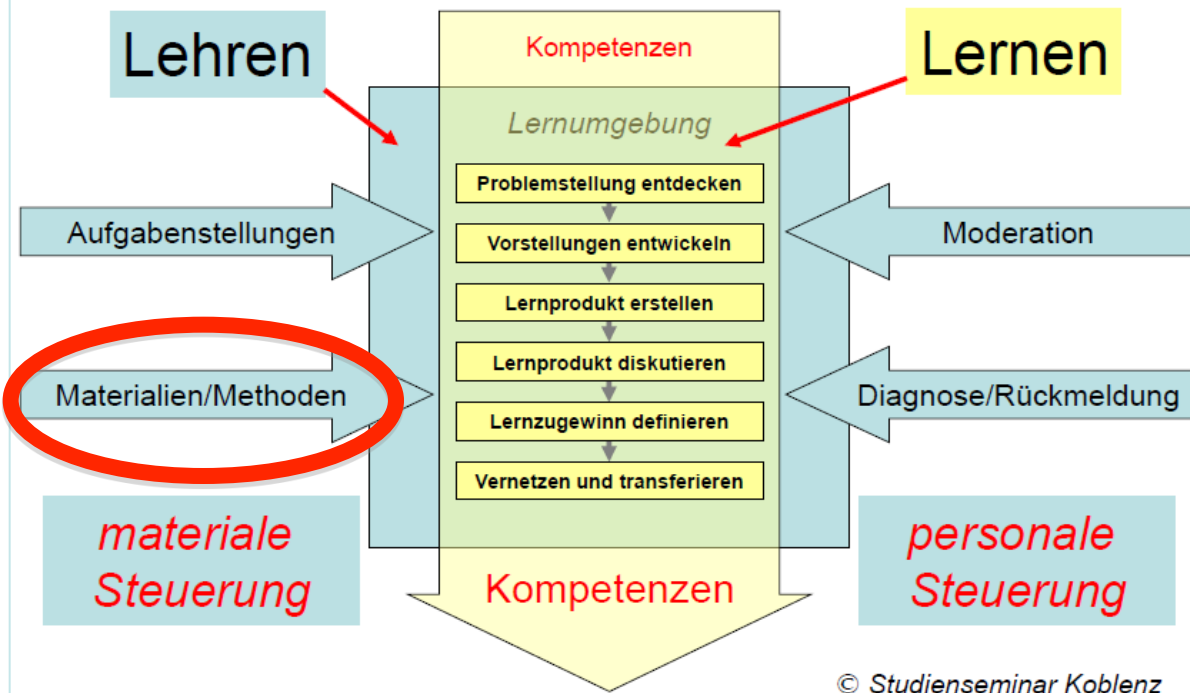 Lehren
Kompetenzen
Lernen
Lernumgebung
Problemstellung entdecken
Aufgabenstellungen
Vorstellungen entwickeln
Moderation
Lernprodukt erstellen
Lernprodukt diskutieren
Materialien/Methoden
Diagnose/Rückmeldung
Lernzugewinn definieren
Vernetzen und transferieren
materiale
Steuerung
Kompetenzen
personale
Steuerung
© Studienseminar Koblenz